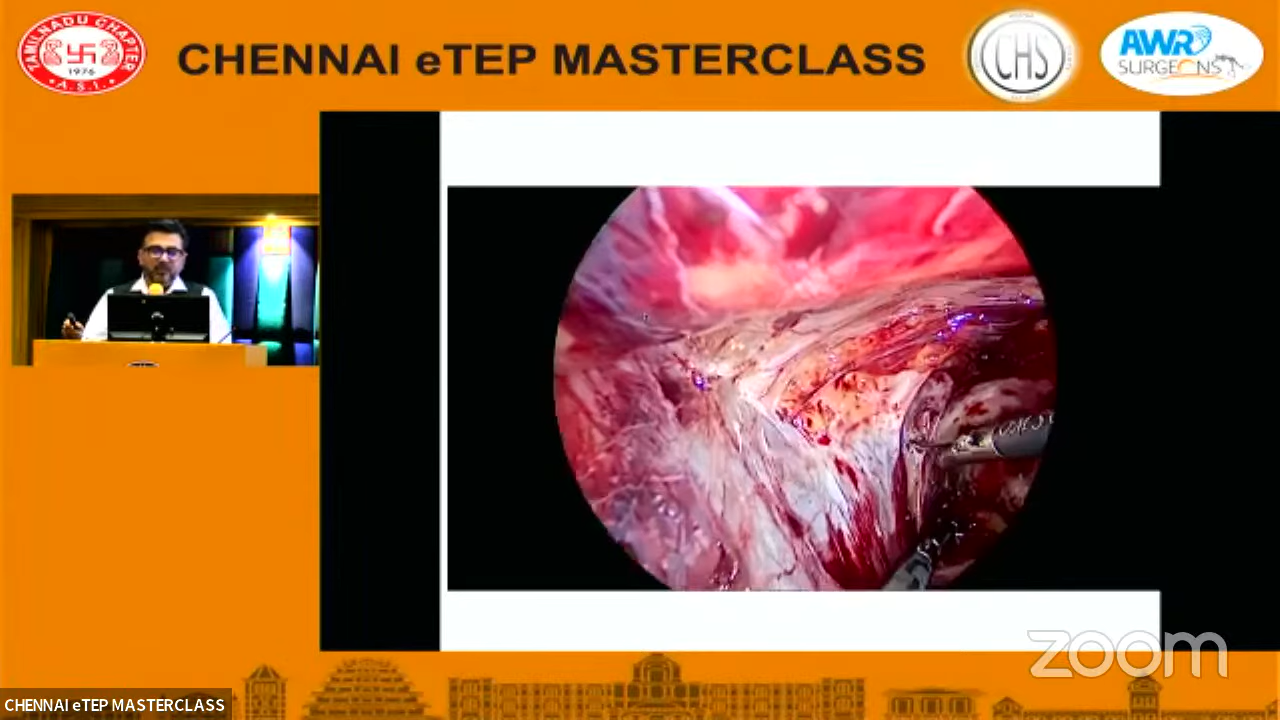 TAMILNADU CHAPTER
1976
A.S.I.
CHENNAI eTEP MASTERCLASS
CHS
AWR
SURGEONS
zoom
CHENNAI eTEP MASTERCLASS